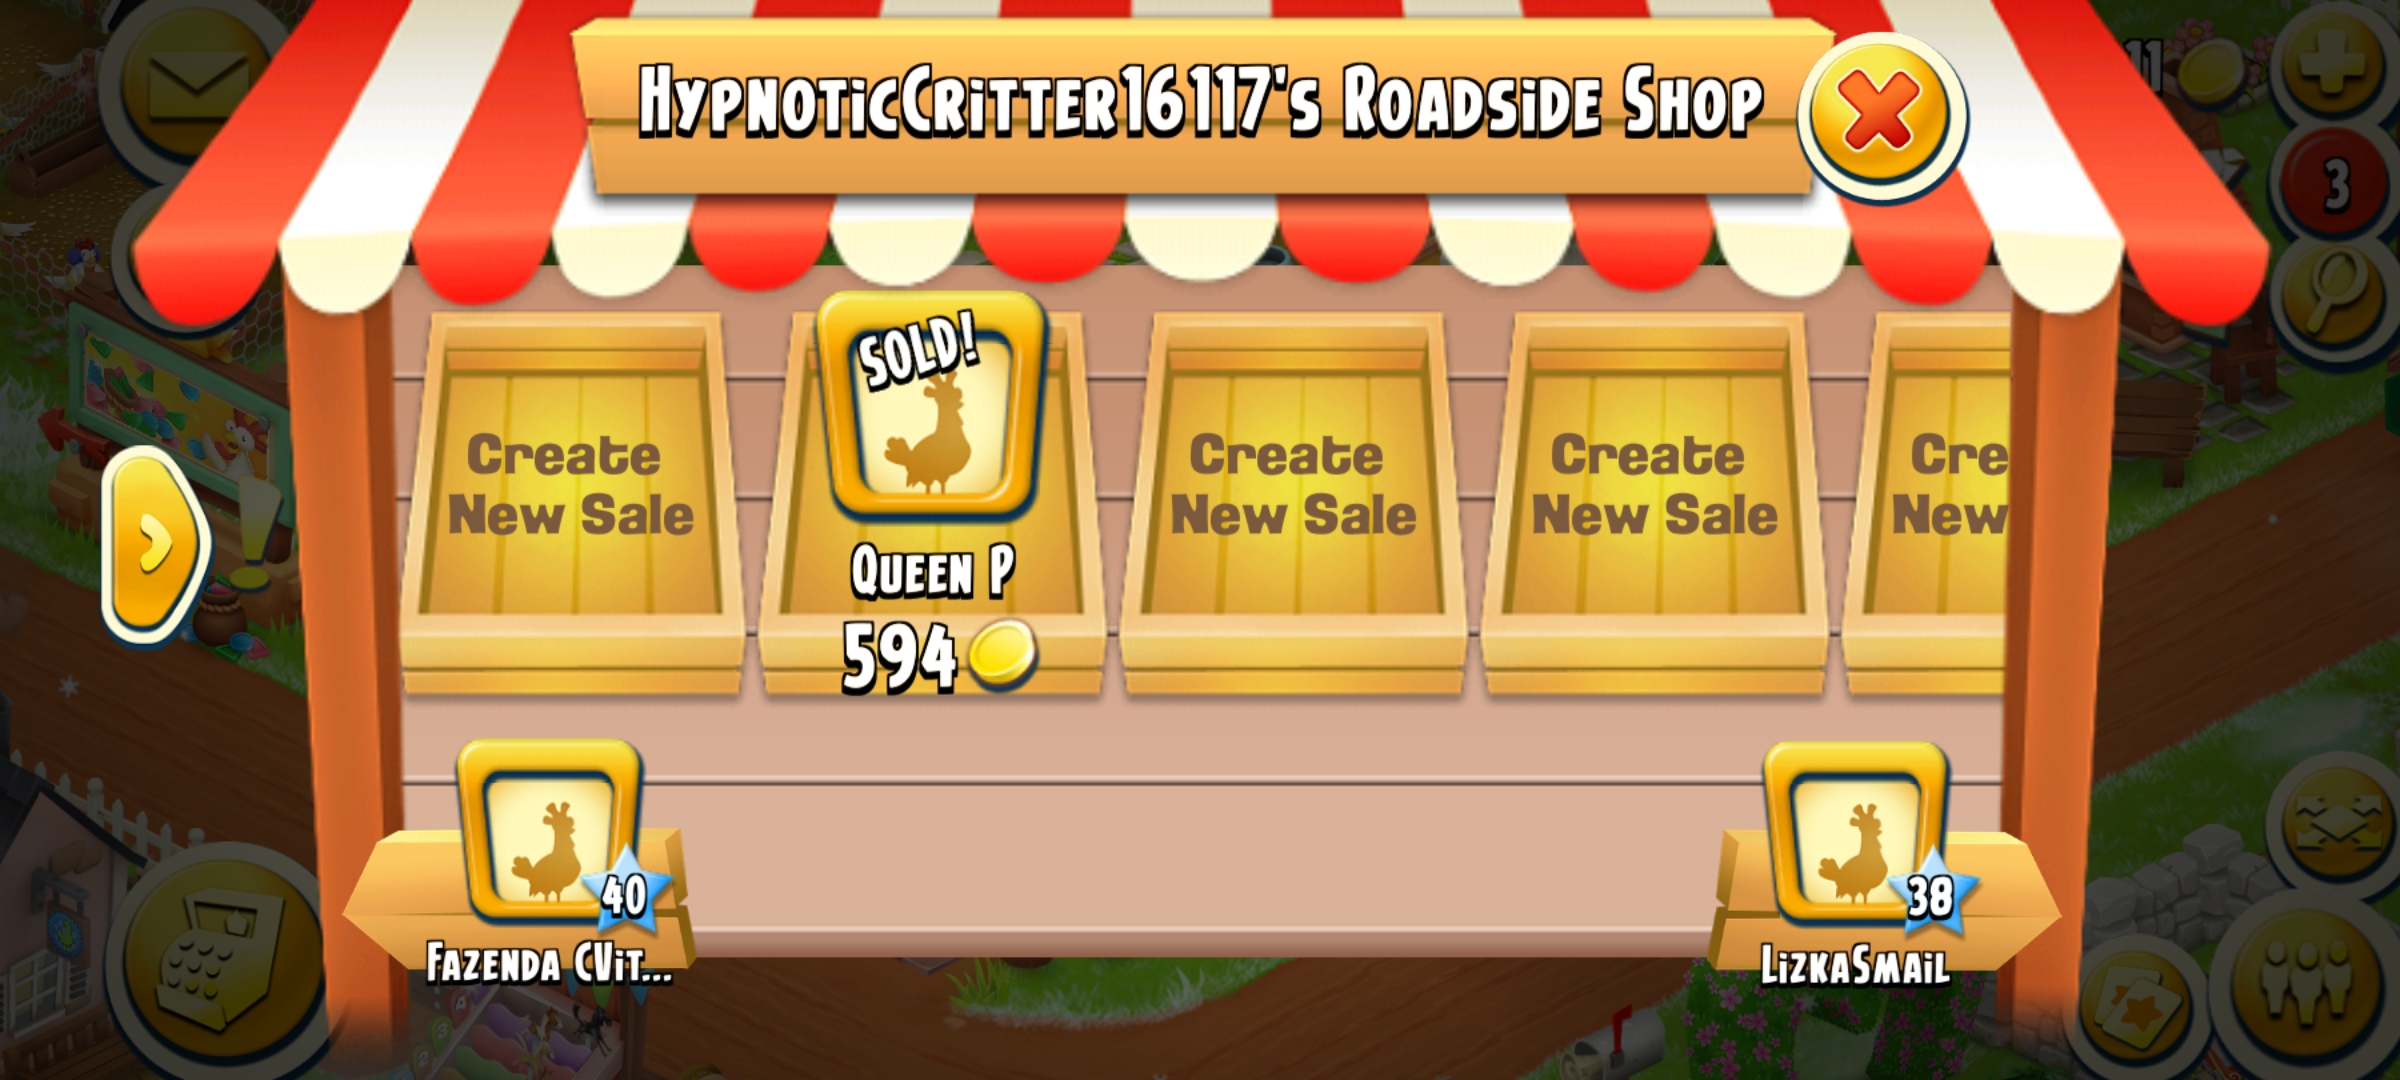 HypnoticCritter16117's Roadside Shop
3
SOLD!
Create
New Sale
Queen P
594
Create
New Sale
Create
New Sale
Cre
New
40
Fazenda CVit...
38
LizkaSmail